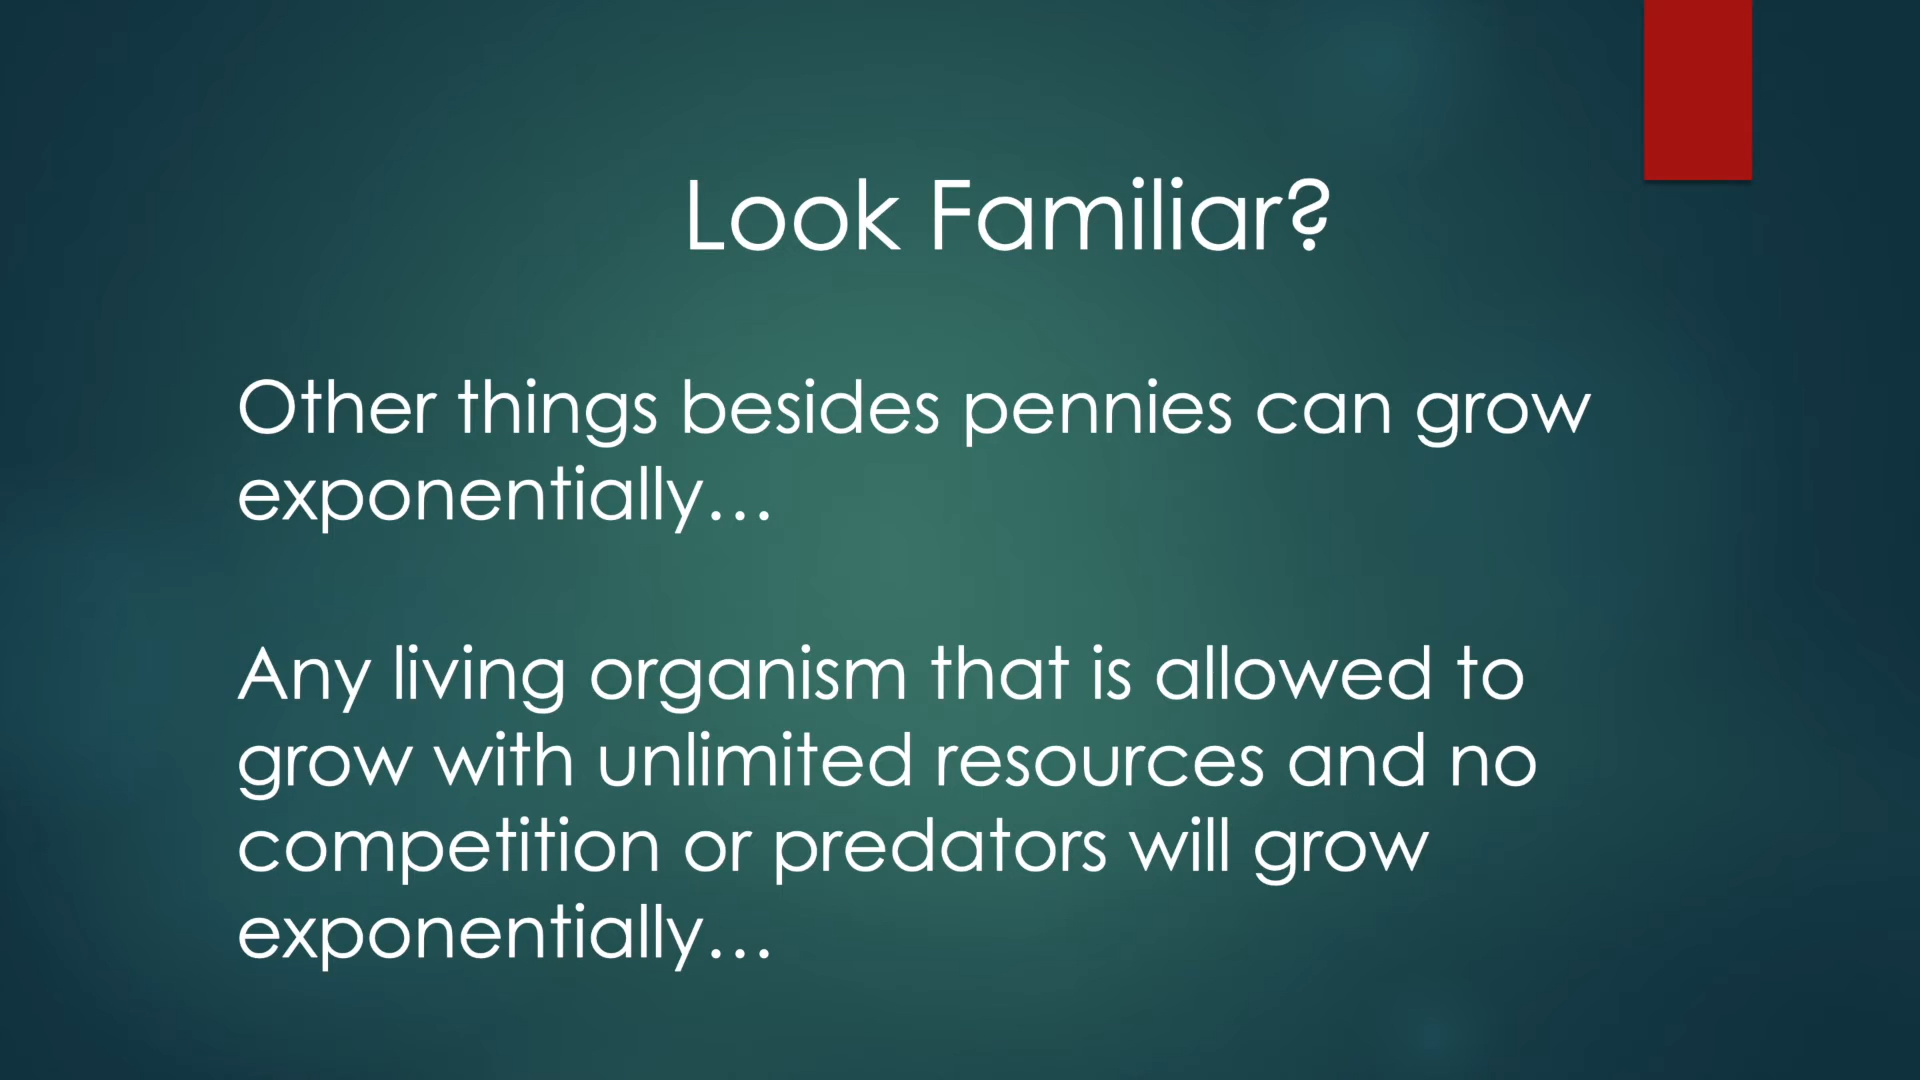 Look Familiar?
Other things besides pennies can grow
exponentially…
Any living organism that is allowed to
grow with unlimited resources and no
competition or predators will grow
exponentially…